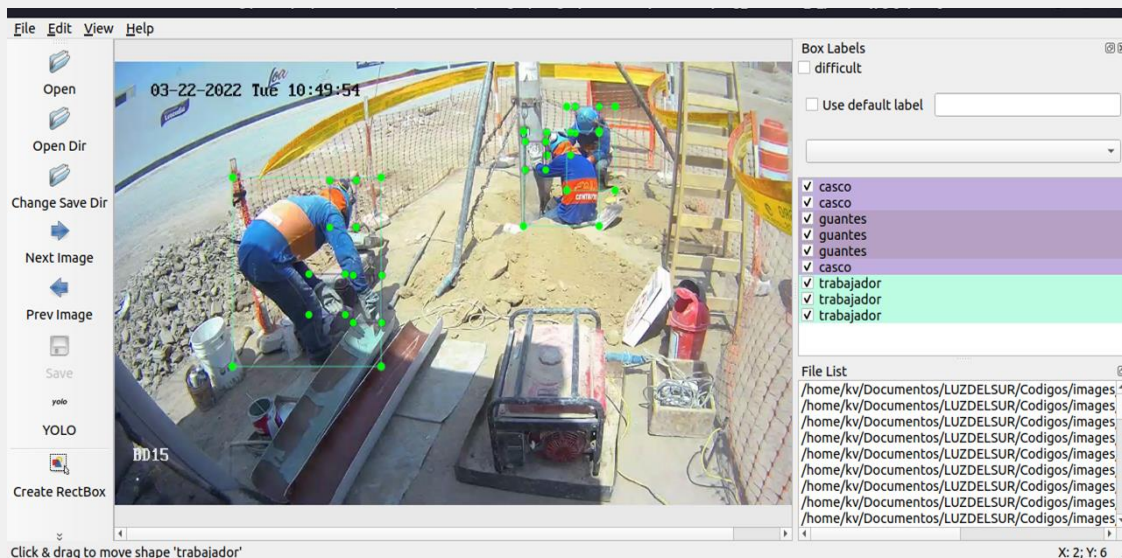 File Edit View Help
Open
Open Dir
Change Save Dir
Next Image
Prev Image
Save
yolo
YOLO
Create RectBox
Loa
03-22-2022 Tue 10:49:54
BD15
Box Labels
difficult
Use default label
casco
casco
guantes
guantes
guantes
casco
trabajador
trabajador
trabajador
File List
/home/kv/Documentos/LUZDELSUR/Codigos/images
/home/kv/Documentos/LUZDELSUR/Codigos/images
/home/kv/Documentos/LUZDELSUR/Codigos/images
/home/kv/Documentos/LUZDELSUR/Codigos/images
/home/kv/Documentos/LUZDELSUR/Codigos/images
/home/kv/Documentos/LUZDELSUR/Codigos/images
/home/kv/Documentos/LUZDELSUR/Codigos/images
/home/kv/Documentos/LUZDELSUR/Codigos/images
/home/kv/Documentos/LUZDELSUR/Codigos/images
Click & drag to move shape 'trabajador'
X: 2; Y: 6